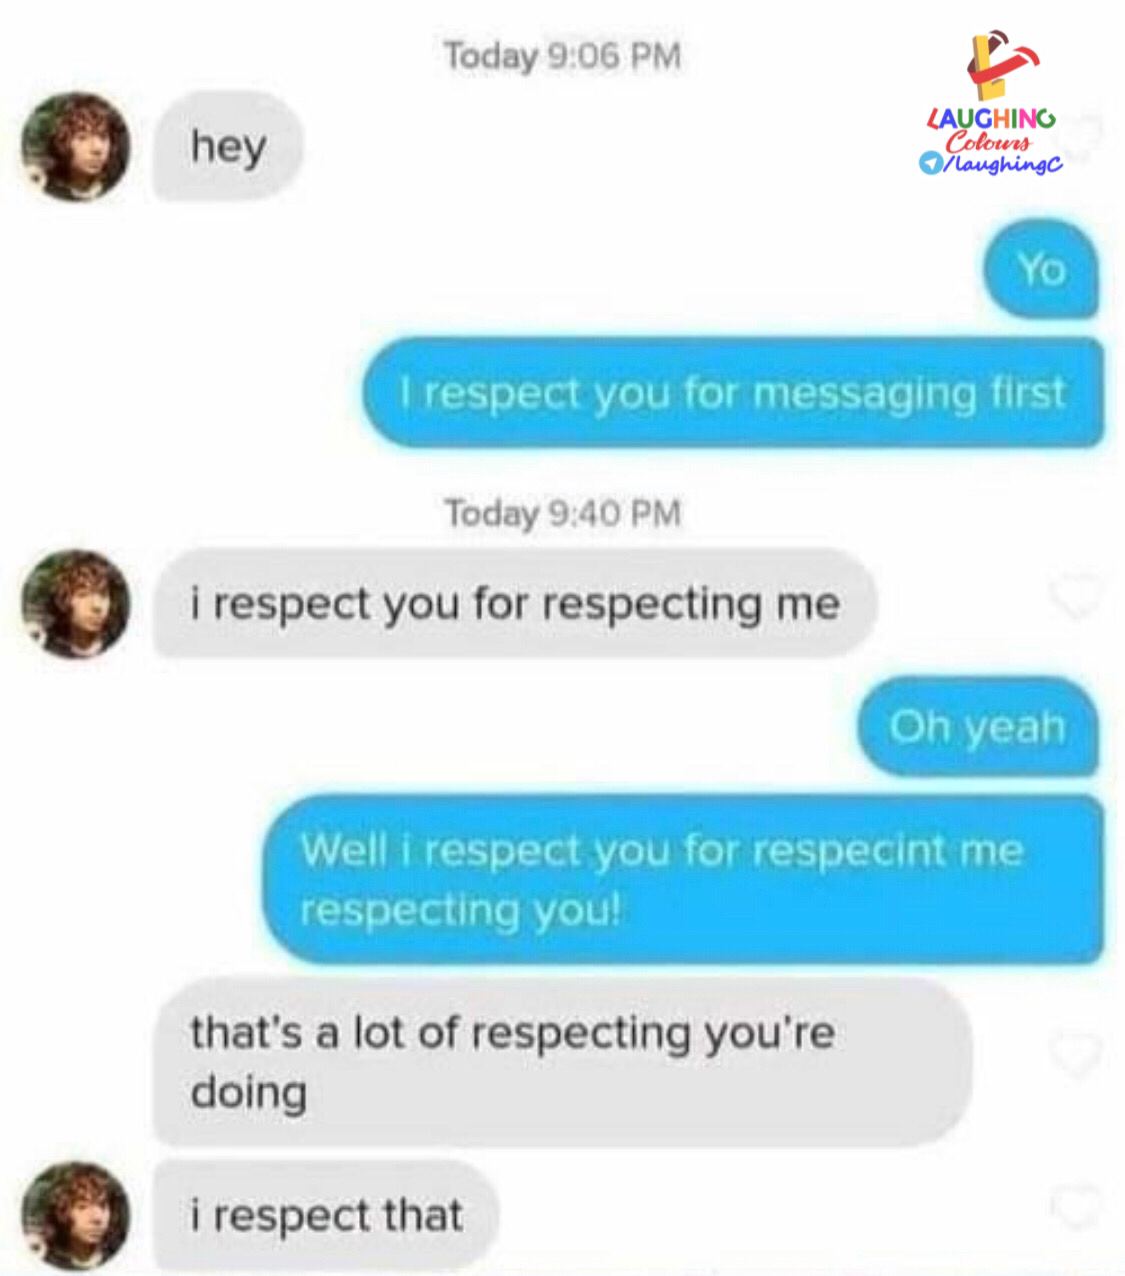 Today 9:06 PM
LAUGHING
Colours
/laughingC
hey
Yo
I respect you for messaging first
Today 9:40 PM
i respect you for respecting me
Oh yeah
Well i respect you for respecint me
respecting you!
that's a lot of respecting you're
doing
i respect that